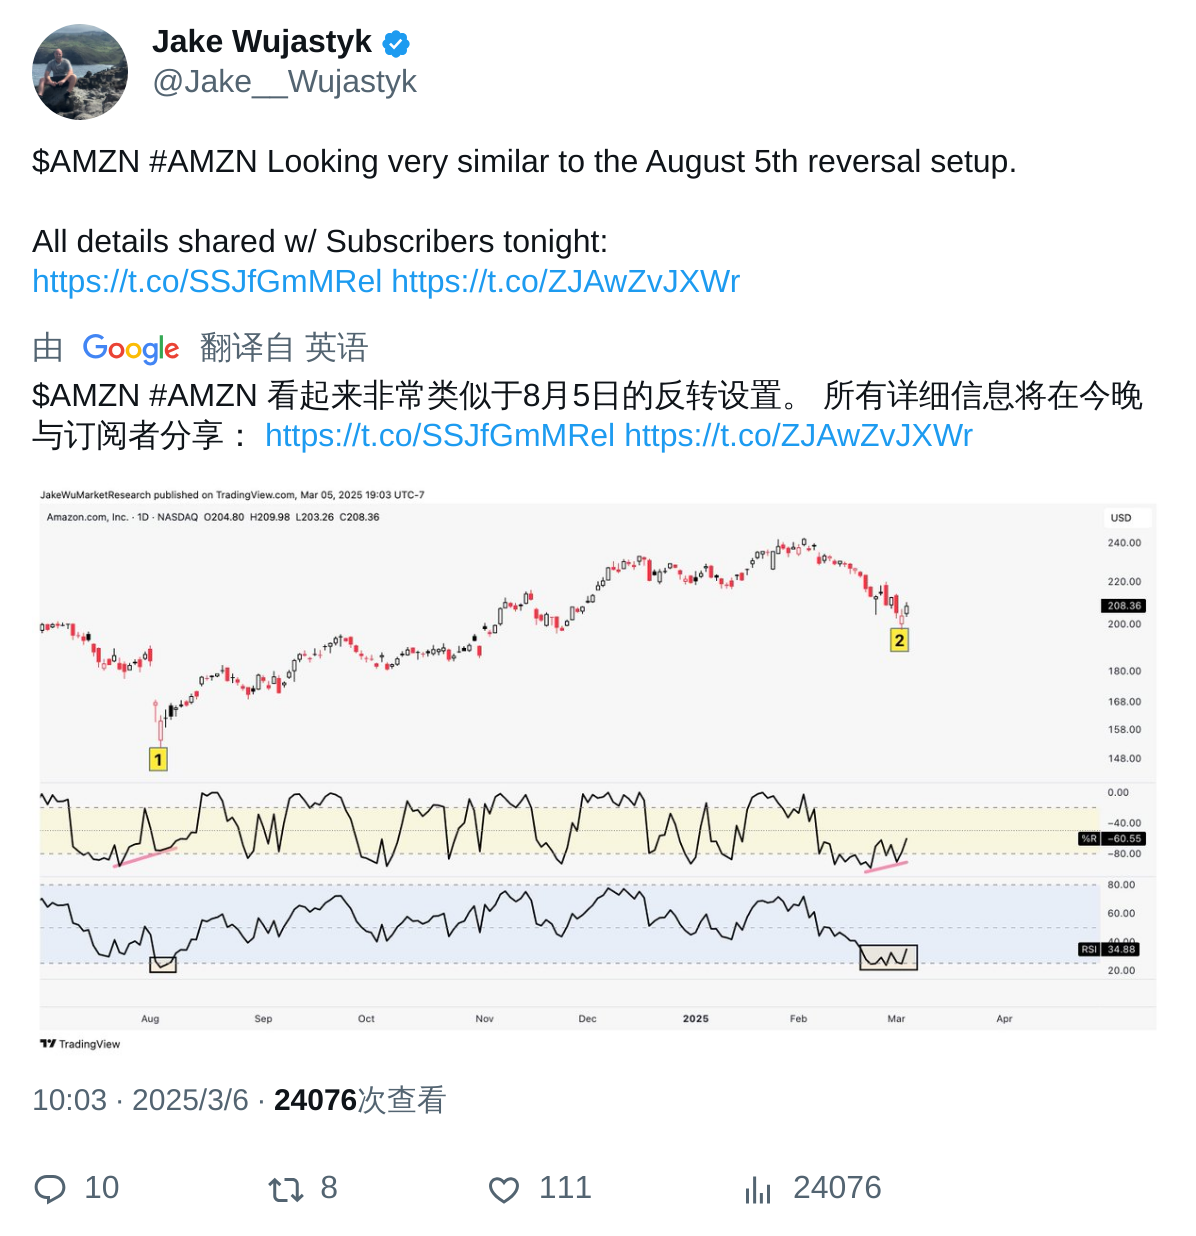 Jake Wujastyk
@Jake__Wujastyk
$AMZN #AMZN Looking very similar to the August 5th reversal setup.
All details shared w/ Subscribers tonight:
https://t.co/SSJfGmMRel https://t.co/ZJAwZvJXWr
由 Google 翻译自 英语
$AMZN #AMZN 看起来非常类似于8月5日的反转设置。 所有详细信息将在今晚
与订阅者分享： https://t.co/SSJfGmMRel https://t.co/ZJAwZvJXWr
JakeWuMarketResearch published on TradingView.com, Mar 05, 2025 19:03 UTC-7
Amazon.com, Inc. · 1D · NASDAQ O204.80 H209.98 L203.26 C208.36
USD
240.00
220.00
208.36
200.00
2
180.00
168.00
158.00
1
148.00
0.00
−40.00
%R −60.55
−80.00
80.00
60.00
40.00
RSI 34.88
20.00
Aug Sep Oct Nov Dec 2025 Feb Mar Apr
TradingView
10:03 · 2025/3/6 · 24076次查看
10 8 111 24076